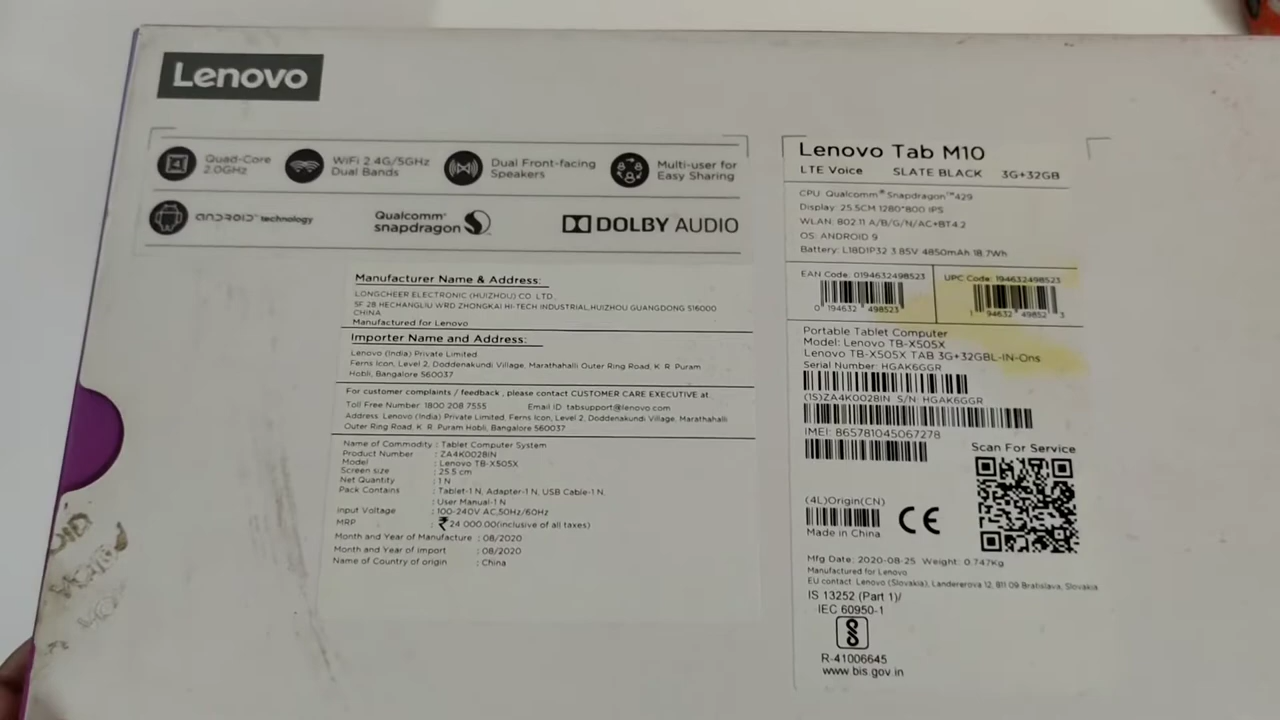 Lenovo
Quad-Core
2.0GHz
WiFi 2.4G/5GHz
Dual Bands
Dual Front-facing
Speakers
Multi-user for
Easy Sharing
ANDROID technology
Qualcomm
snapdragon
DOLBY AUDIO
Manufacturer Name & Address:
LONGCHEER ELECTRONIC (HUIZHOU) CO. LTD.,
5F 28 HECHANGLIU WRD ZHONGKAI HI-TECH INDUSTRIAL,HUIZHOU GUANGDONG 516000
CHINA
Manufactured for Lenovo
Importer Name and Address:
Lenovo (India) Private Limited
Ferns Icon, Level 2, Doddenakundi Village, Marathahalli Outer Ring Road, K. R. Puram
Hobli, Bangalore 560037
For customer complaints / feedback , please contact CUSTOMER CARE EXECUTIVE at.
Toll Free Number: 1800 208 7555 Email ID: tabsupport@lenovo.com
Address: Lenovo (India) Private Limited, Ferns Icon, Level 2, Doddenakundi Village, Marathahalli
Outer Ring Road, K. R. Puram Hobli, Bangalore 560037
Name of Commodity : Tablet Computer System
Product Number : ZA4K0028IN
Model : Lenovo TB-X505X
Screen size : 25.5 cm
Net Quantity : 1 N
Pack Contains : Tablet-1 N, Adapter-1 N, USB Cable-1 N,
: User Manual-1 N
Input Voltage : 100-240V AC,50Hz/60Hz
MRP : ₹ 24 000.00(inclusive of all taxes)
Month and Year of Manufacture : 08/2020
Month and Year of import : 08/2020
Name of Country of origin : China
Lenovo Tab M10
LTE Voice SLATE BLACK 3G+32GB
CPU: Qualcomm® Snapdragon™429
Display: 25.5CM 1280*800 IPS
WLAN: 802.11 A/B/G/N/AC+BT4.2
OS: ANDROID 9
Battery: L18D1P32 3.85V 4850mAh 18.7Wh
EAN Code: 0194632498523
0 194632 498523
UPC Code: 194632498523
1 94632 49852 3
Portable Tablet Computer
Model: Lenovo TB-X505X
Lenovo TB-X505X TAB 3G+32GBL-IN-Ons
Serial Number: HGAK6GGR
(1S)ZA4K0028IN S/N: HGAK6GGR
IMEI: 865781045067278
Scan For Service
(4L)Origin(CN)
Made in China
CE
Mfg Date: 2020-08-25 Weight: 0.747Kg
Manufactured for Lenovo
EU contact: Lenovo (Slovakia), Landererova 12, 811 09 Bratislava, Slovakia
IS 13252 (Part 1)/
IEC 60950-1
R-41006645
www.bis.gov.in